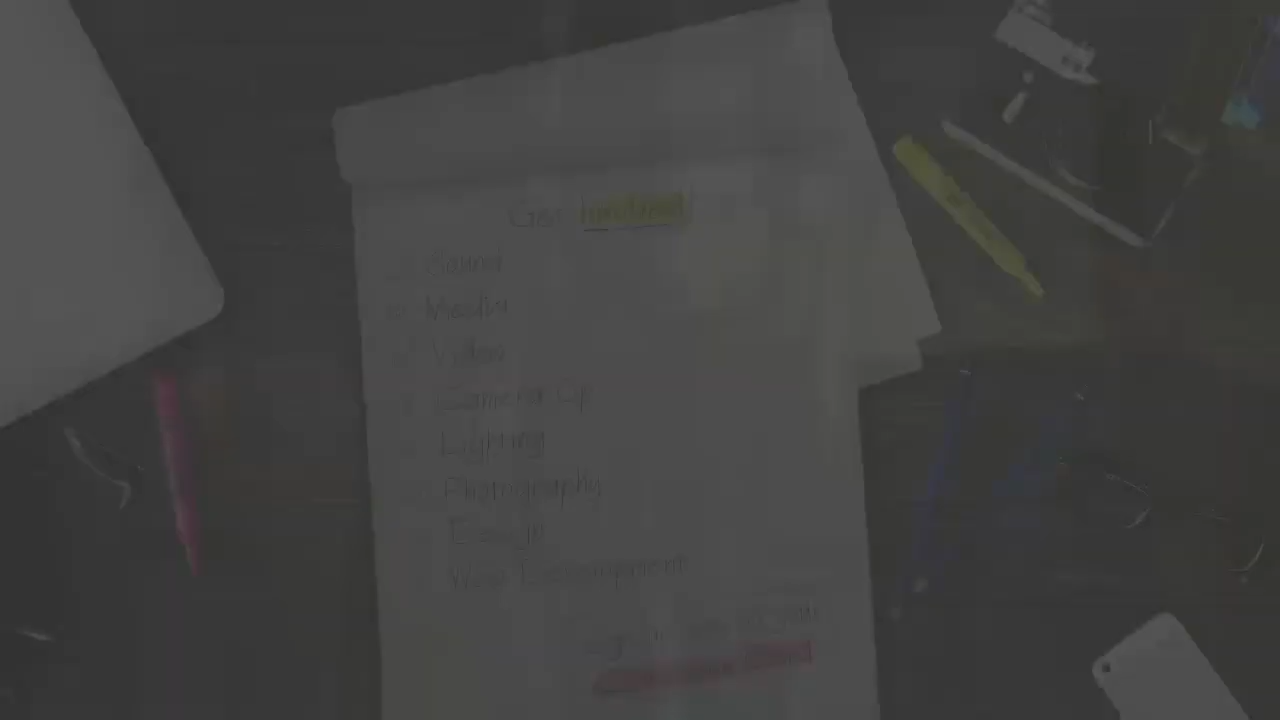 Get Involved
Sound
Media
Video
Camera Op
Lighting
Photography
Design
Web Development